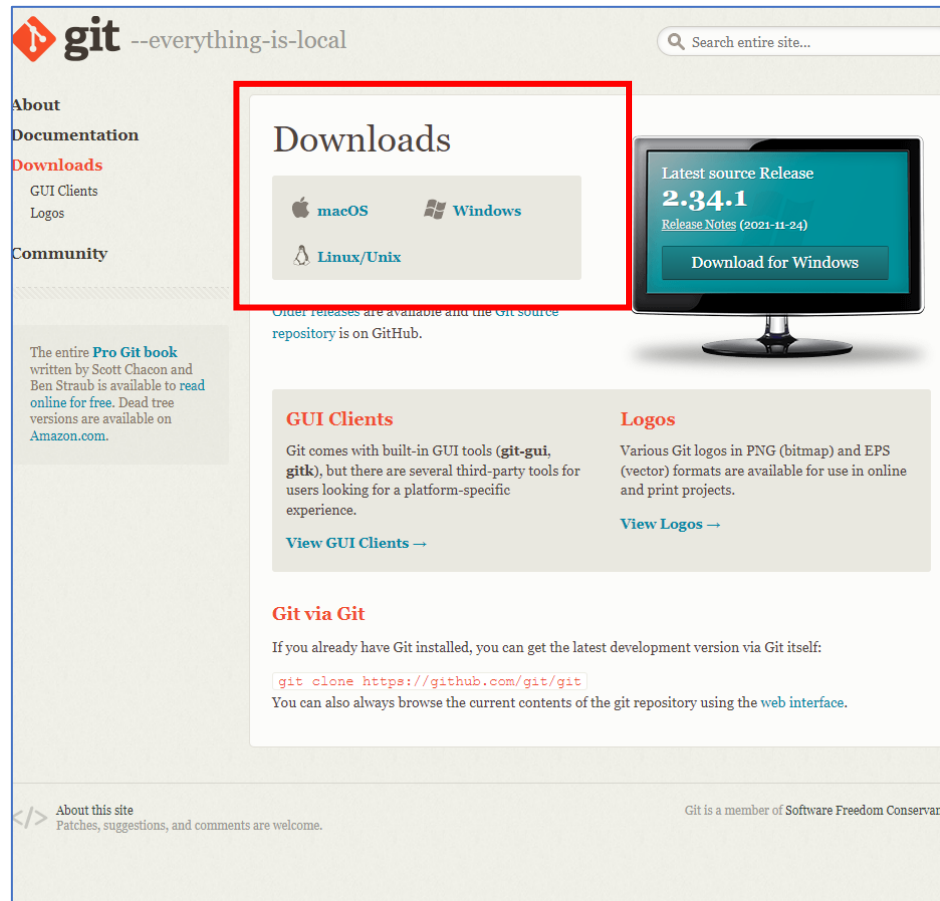 git --everything-is-local
Search entire site...
About
Documentation
Downloads
GUI Clients
Logos
Community
The entire Pro Git book
written by Scott Chacon and
Ben Straub is available to read
online for free. Dead tree
versions are available on
Amazon.com.
Downloads
macOS
Windows
Linux/Unix
Older releases are available and the Git source
repository is on GitHub.
Latest source Release
2.34.1
Release Notes (2021-11-24)
Download for Windows
GUI Clients
Git comes with built-in GUI tools (git-gui,
gitk), but there are several third-party tools for
users looking for a platform-specific
experience.
View GUI Clients →
Logos
Various Git logos in PNG (bitmap) and EPS
(vector) formats are available for use in online
and print projects.
View Logos →
Git via Git
If you already have Git installed, you can get the latest development version via Git itself:
git clone https://github.com/git/git
You can also always browse the current contents of the git repository using the web interface.
</>
About this site
Patches, suggestions, and comments are welcome.
Git is a member of Software Freedom Conservan